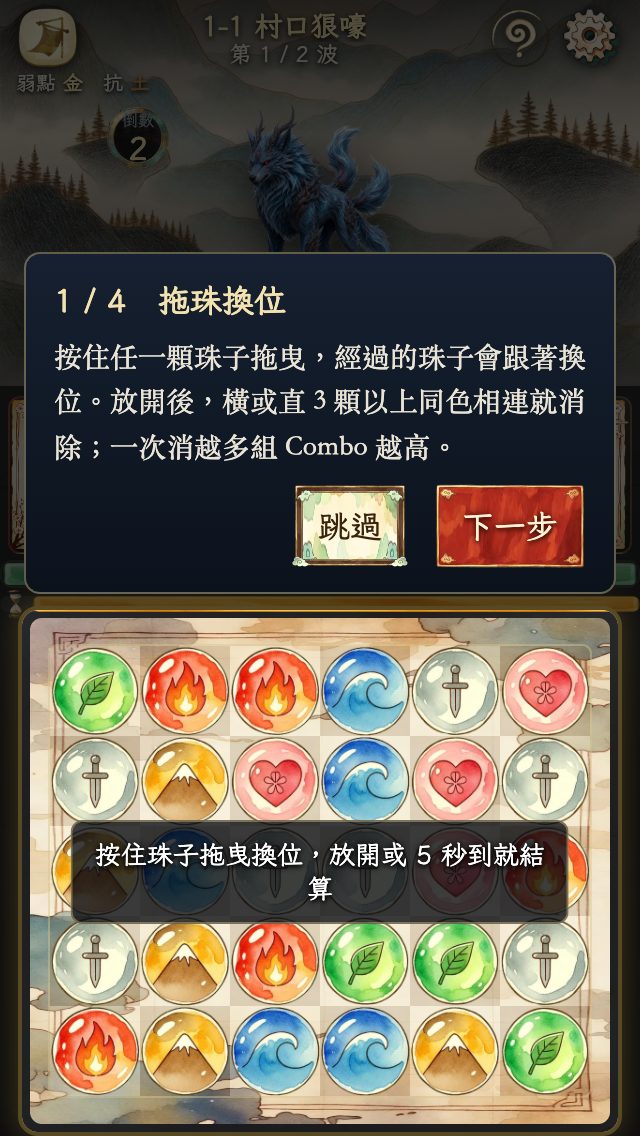 1-1 村口狼嚎
第 1 / 2 波
弱點 金 抗 土
倒數
2
1 / 4 拖珠換位
按住任一顆珠子拖曳，經過的珠子會跟著換
位。放開後，橫或直 3 顆以上同色相連就消
除；一次消越多組 Combo 越高。
跳過
下一步
按住珠子拖曳換位，放開或 5 秒到就結
算